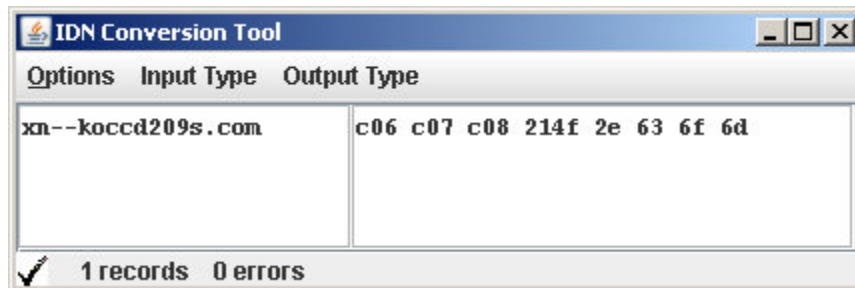 IDN Conversion Tool
Options Input Type Output Type
xn--koccd209s.com c06 c07 c08 214f 2e 63 6f 6d
1 records 0 errors